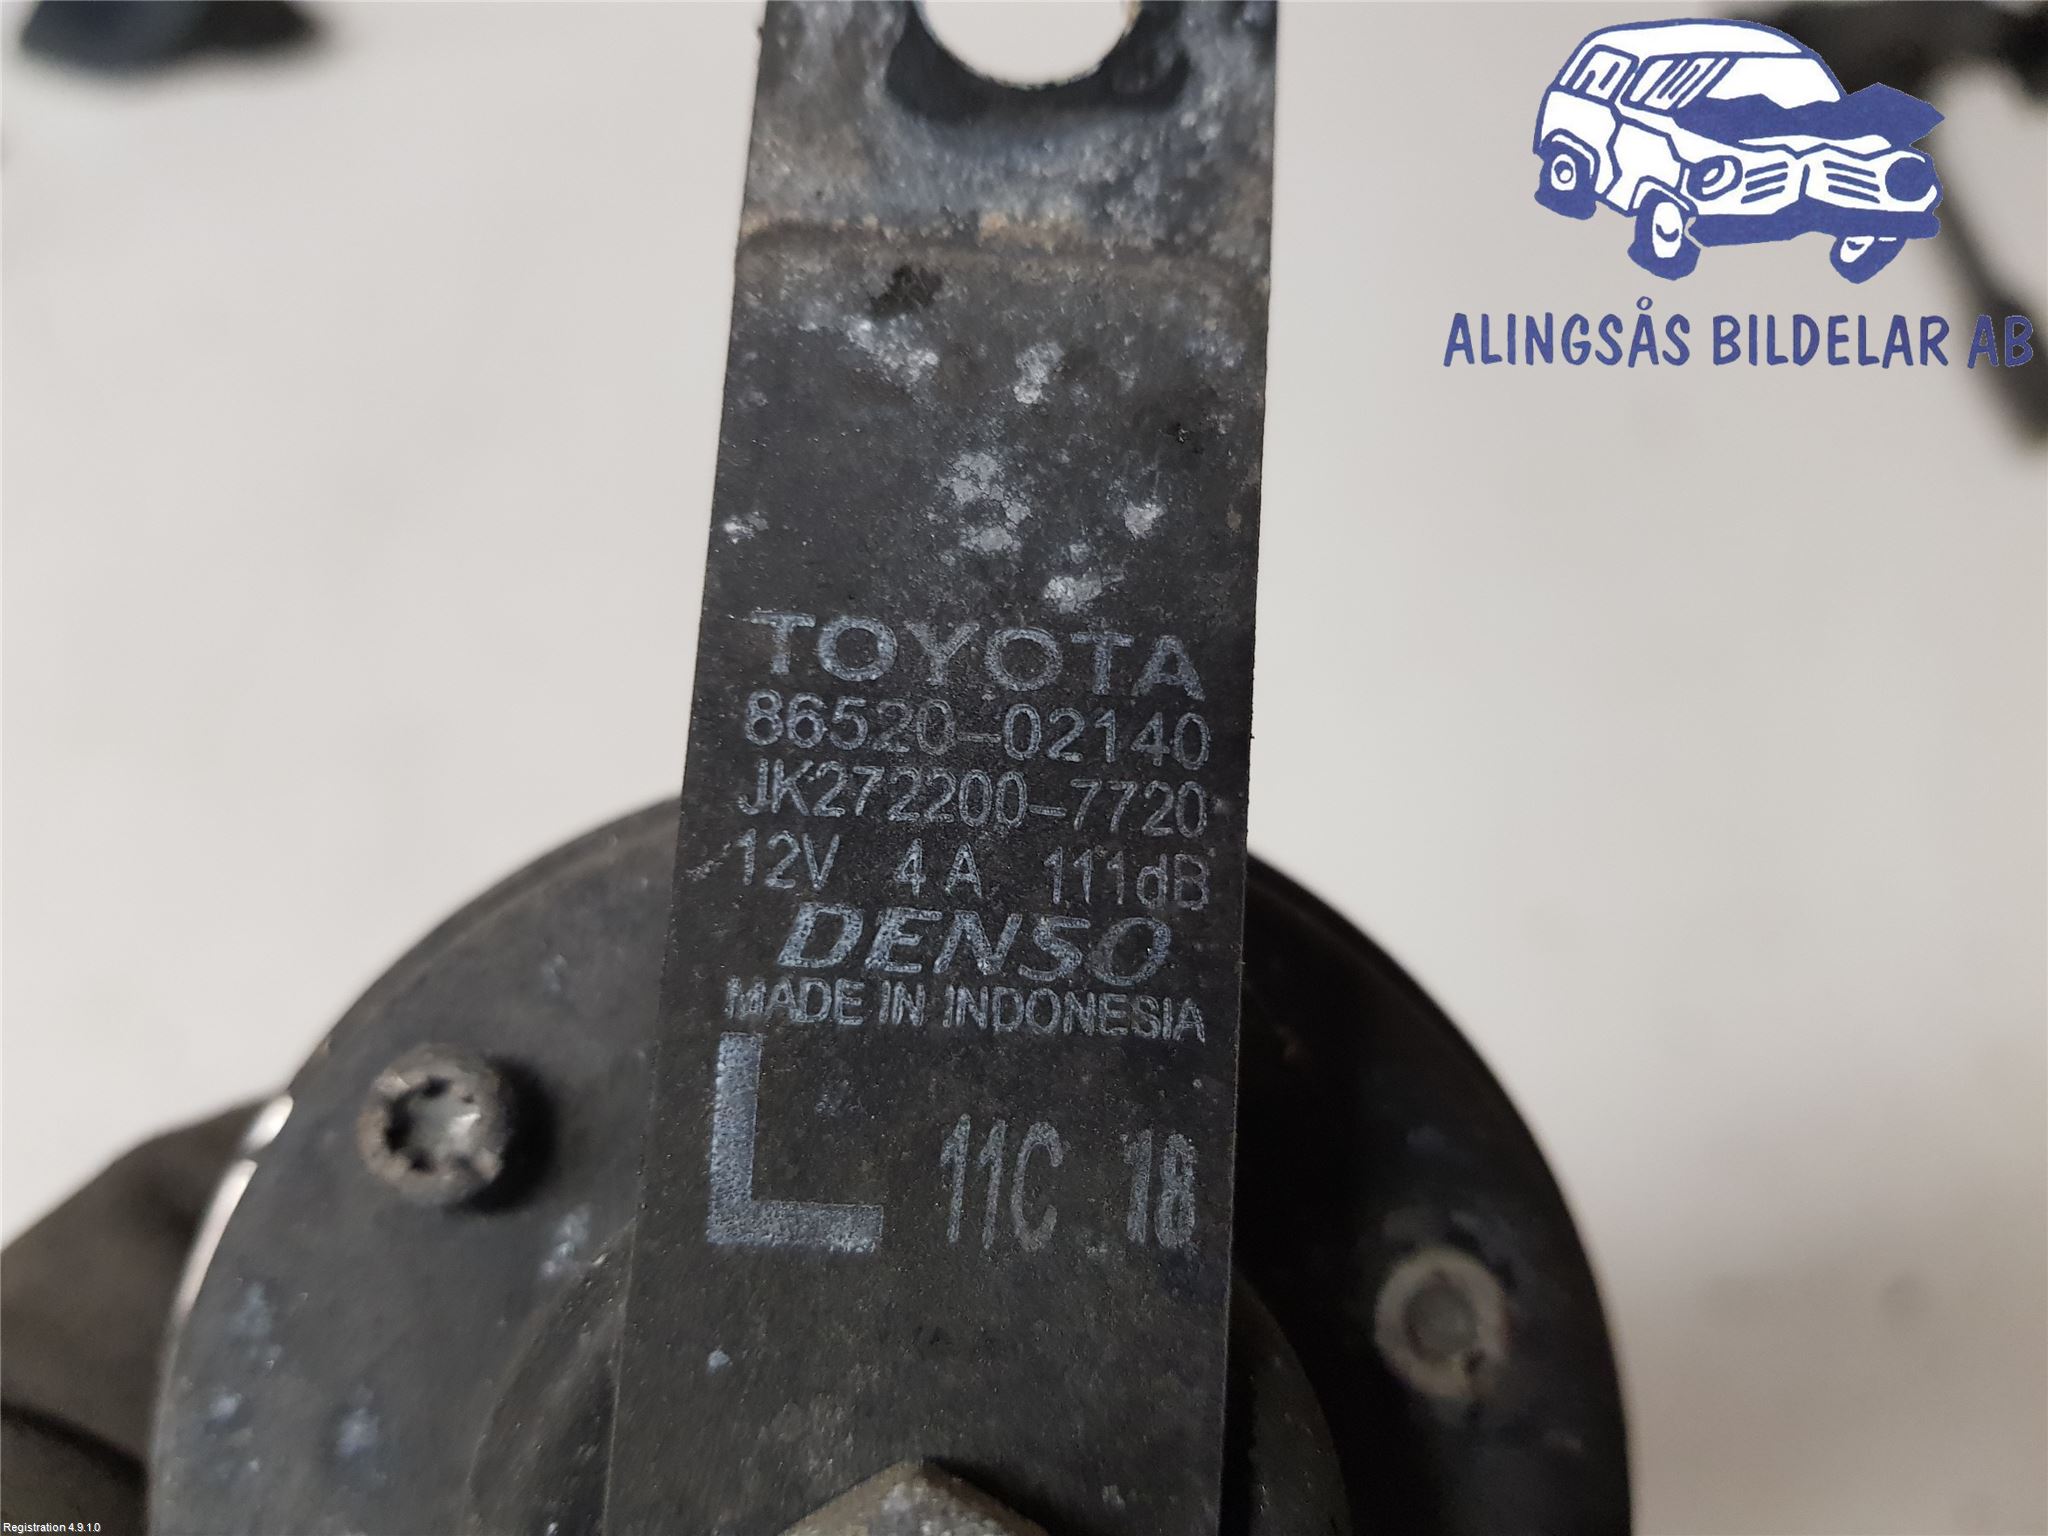 ALINGSÅS BILDELAR AB
TOYOTA
86520-02140
JK272200-7720
12V 4A 111dB
DENSO
MADE IN INDONESIA
L 11C 18
Registration 4.9.1.0